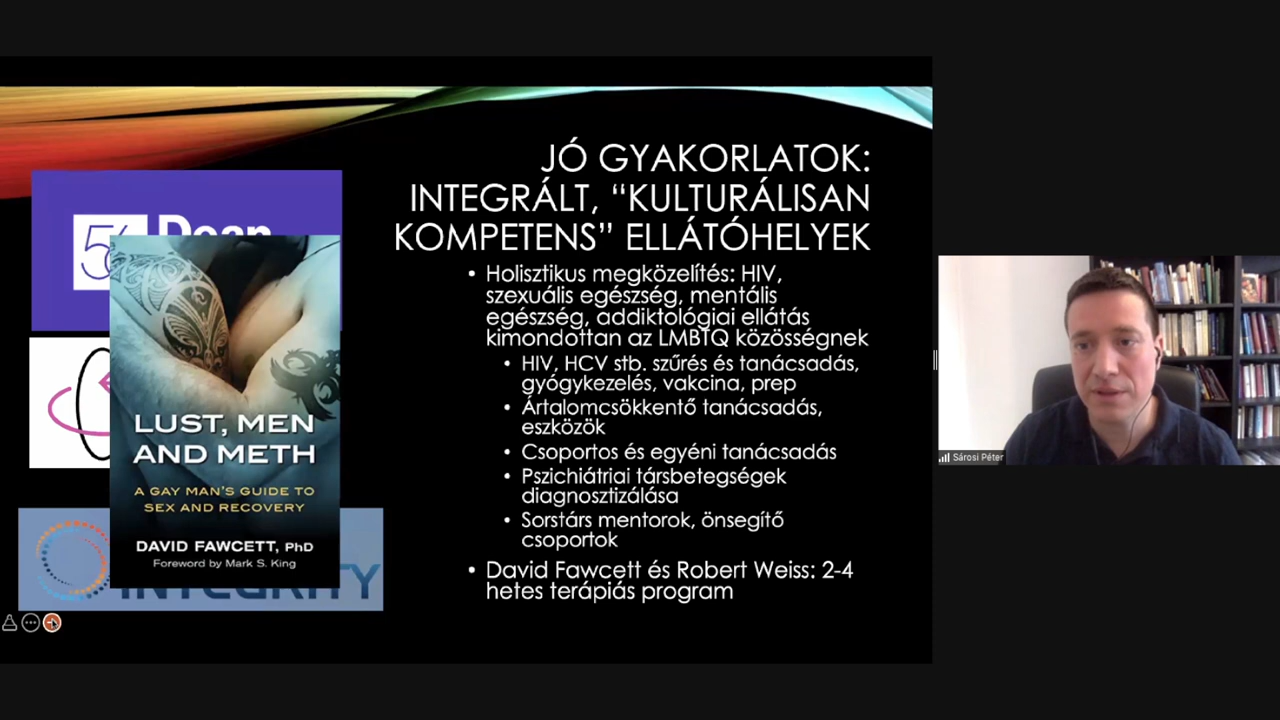 JÓ GYAKORLATOK:
INTEGRÁLT, “KULTURÁLISAN
KOMPETENS” ELLÁTÓHELYEK
• Holisztikus megközelítés: HIV,
szexuális egészség, mentális
egészség, addiktológiai ellátás
kimondottan az LMBTQ közösségnek
• HIV, HCV stb. szűrés és tanácsadás,
gyógykezelés, vakcina, prep
• Ártalomcsökkentő tanácsadás,
eszközök
• Csoportos és egyéni tanácsadás
• Pszichiátriai társbetegségek
diagnosztizálása
• Sorstárs mentorok, önsegítő
csoportok
• David Fawcett és Robert Weiss: 2-4
hetes terápiás program
LUST, MEN
AND METH
A GAY MAN'S GUIDE TO
SEX AND RECOVERY
DAVID FAWCETT, PhD
Foreword by Mark S. King
INTEGRITY
Sárosi Péter